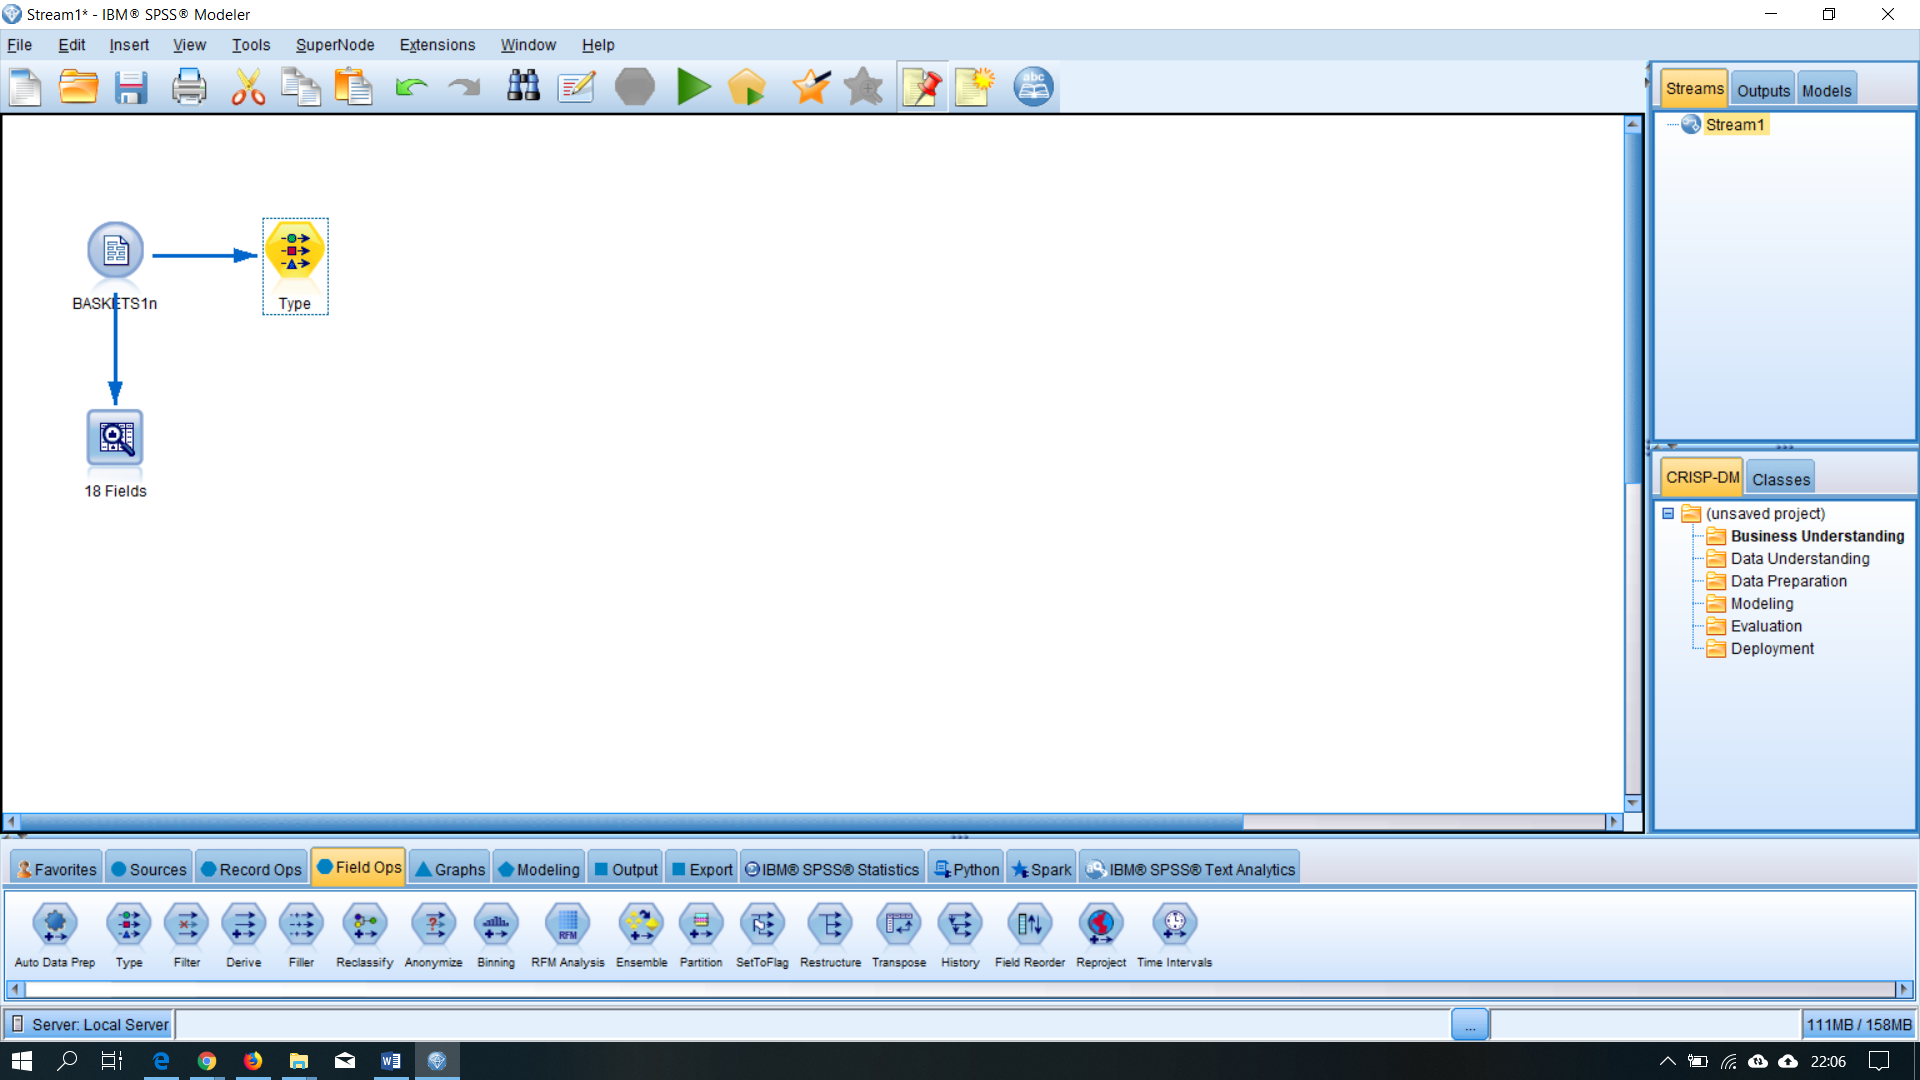 Stream1* - IBM® SPSS® Modeler
File Edit Insert View Tools SuperNode Extensions Window Help
abc
Streams Outputs Models
Stream1
BASKETS1n
Type
18 Fields
CRISP-DM Classes
(unsaved project)
Business Understanding
Data Understanding
Data Preparation
Modeling
Evaluation
Deployment
Favorites Sources Record Ops Field Ops Graphs Modeling Output Export IBM® SPSS® Statistics Python Spark IBM® SPSS® Text Analytics
RFM
Auto Data Prep Type Filter Derive Filler Reclassify Anonymize Binning RFM Analysis Ensemble Partition SetToFlag Restructure Transpose History Field Reorder Reproject Time Intervals
Server: Local Server ... 111MB / 158MB
22:06